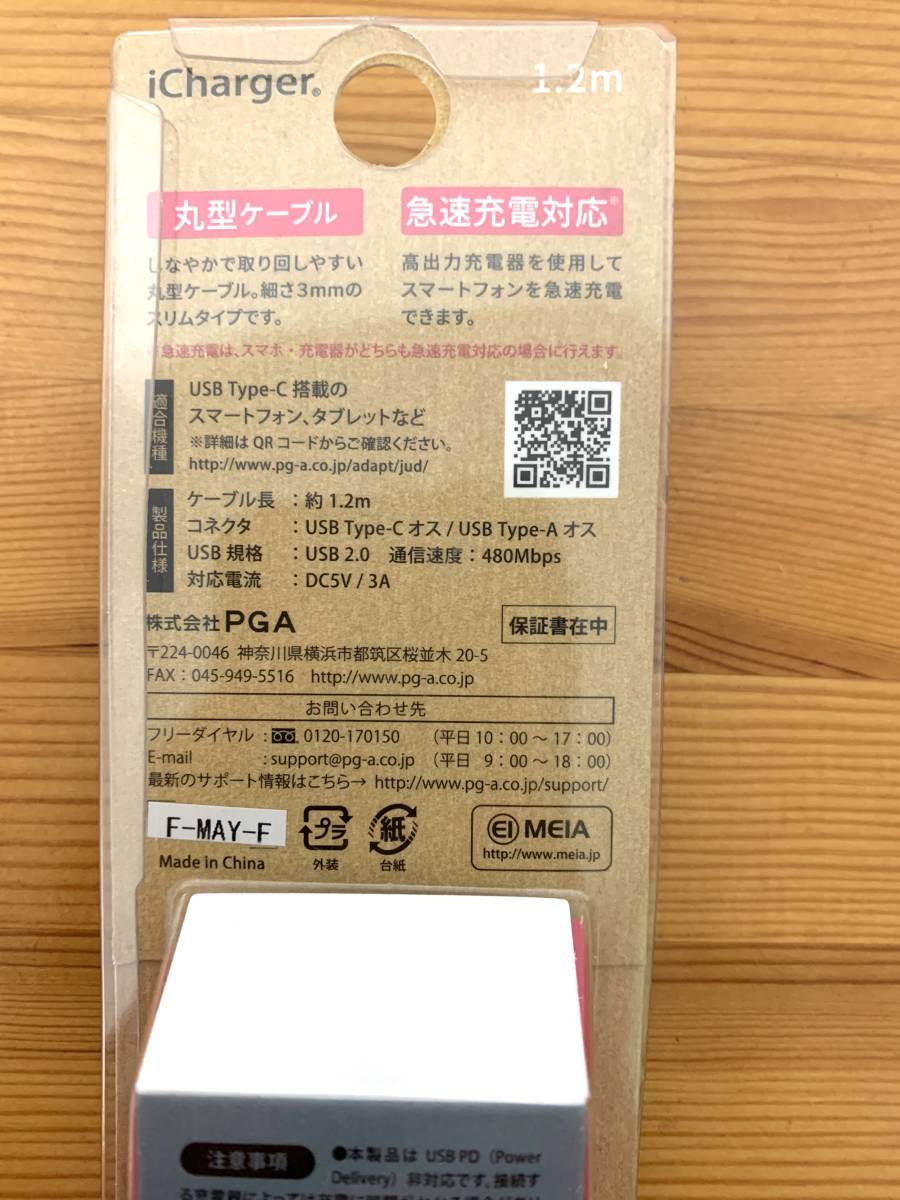 iCharger®
1.2m
丸型ケーブル
しなやかで取り回しやすい
丸型ケーブル。細さ3mmの
スリムタイプです。
急速充電対応※
高出力充電器を使用して
スマートフォンを急速充電
できます。
※急速充電は、スマホ・充電器がどちらも急速充電対応の場合に行えます。
適合機種
USB Type-C 搭載の
スマートフォン、タブレットなど
※詳細は QR コードからご確認ください。
http://www.pg-a.co.jp/adapt/jud/
製品仕様
ケーブル長 ：約 1.2m
コネクタ ：USB Type-C オス / USB Type-A オス
USB 規格 ：USB 2.0 通信速度：480Mbps
対応電流 ：DC5V / 3A
株式会社 PGA
保証書在中
〒224-0046 神奈川県横浜市都筑区桜並木 20-5
FAX：045-949-5516 http://www.pg-a.co.jp
お問い合わせ先
フリーダイヤル : 0120-170150 （平日 10：00 〜 17：00）
E-mail : support@pg-a.co.jp （平日 9：00 〜 18：00）
最新のサポート情報はこちら→ http://www.pg-a.co.jp/support/
F-MAY-F
Made in China
プラ
外装
紙
台紙
EI MEIA
http://www.meia.jp
注意事項
●本製品は USB PD（Power
Delivery）非対応です。接続す